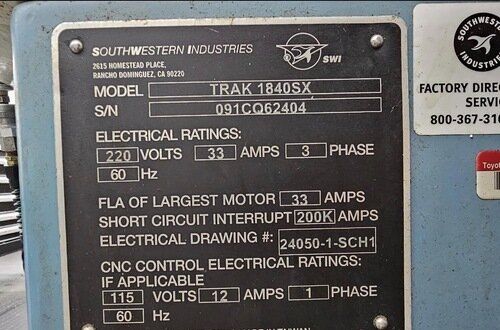 SOUTHWESTERN INDUSTRIES
2615 HOMESTEAD PLACE,
RANCHO DOMINGUEZ, CA 90220
SWI
MODEL TRAK 1840SX
S/N 091CQ62404
ELECTRICAL RATINGS:
220 VOLTS 33 AMPS 3 PHASE
60 Hz
FLA OF LARGEST MOTOR 33 AMPS
SHORT CIRCUIT INTERRUPT 200K AMPS
ELECTRICAL DRAWING #: 24050-1-SCH1
CNC CONTROL ELECTRICAL RATINGS:
IF APPLICABLE
115 VOLTS 12 AMPS 1 PHASE
60 Hz
SOUTHWESTERN
INDUSTRIES
FACTORY DIREC
SERVIC
800-367-316
Toyot